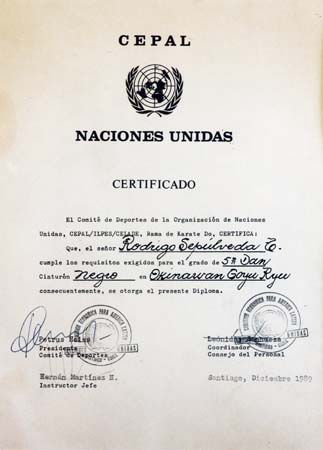 CEPAL
NACIONES UNIDAS
CERTIFICADO
El Comité de Deportes de la Organización de Naciones
Unidas, CEPAL/ILPES/CELADE, Rama de Karate Do, CERTIFICA:
Que, el señor Rodrigo Sepúlveda E.
cumple los requisitos exigidos para el grado de 5º Dan
Cinturón Negro en Okinawan Goyu Ryu
consecuentemente, se otorga el presente Diploma.
Petrus
Presidente
Comité de Deportes
Leonidas
Coordinador
Consejo del Personal
Hernán Martínez H.
Instructor Jefe
Santiago, Diciembre 1989